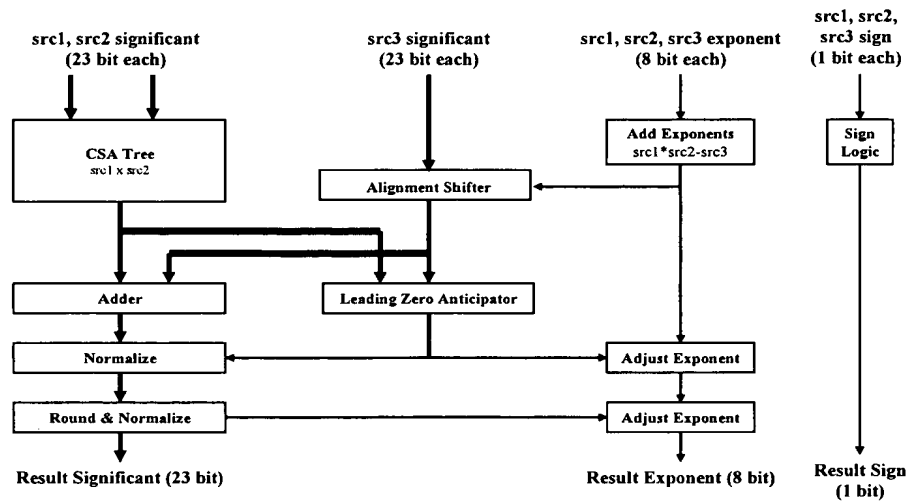 src1, src2 significant
(23 bit each)
src3 significant
(23 bit each)
src1, src2, src3 exponent
(8 bit each)
src1, src2,
src3 sign
(1 bit each)
CSA Tree
src1 x src2
Add Exponents
src1*src2-src3
Sign
Logic
Alignment Shifter
Adder
Leading Zero Anticipator
Normalize
Adjust Exponent
Round & Normalize
Adjust Exponent
Result Significant (23 bit)
Result Exponent (8 bit)
Result Sign
(1 bit)